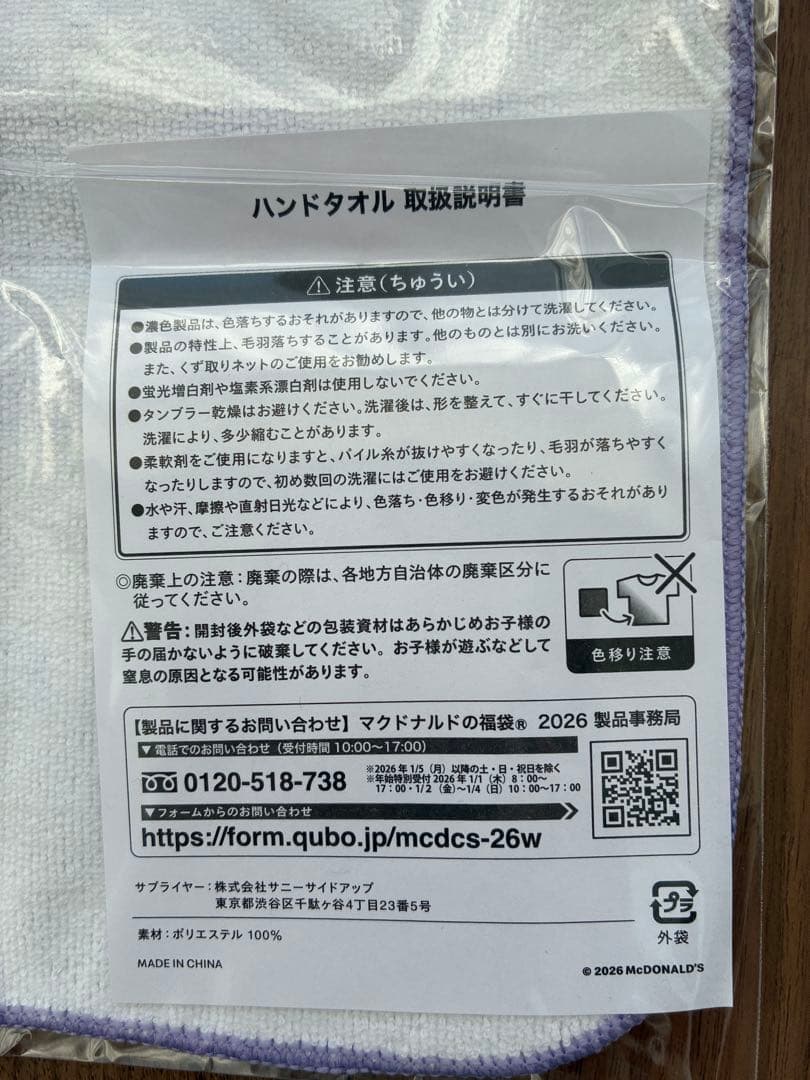 ハンドタオル 取扱説明書
⚠注意(ちゅうい)
●濃色製品は、色落ちするおそれがありますので、他の物とは分けて洗濯してください。
●製品の特性上、毛羽落ちすることがあります。他のものとは別にお洗いください。
また、くず取りネットのご使用をお勧めします。
●蛍光増白剤や塩素系漂白剤は使用しないでください。
●タンブラー乾燥はお避けください。洗濯後は、形を整えて、すぐに干してください。
洗濯により、多少縮むことがあります。
●柔軟剤をご使用になりますと、パイル糸が抜けやすくなったり、毛羽が落ちやすく
なったりしますので、初め数回の洗濯にはご使用をお避けください。
●水や汗、摩擦や直射日光などにより、色落ち・色移り・変色が発生するおそれがあり
ますので、ご注意ください。
◎廃棄上の注意:廃棄の際は、各地方自治体の廃棄区分に
従ってください。
⚠警告:開封後外袋などの包装資材はあらかじめお子様の
手の届かないように破棄してください。お子様が遊ぶなどして
窒息の原因となる可能性があります。
色移り注意
【製品に関するお問い合わせ】マクドナルドの福袋® 2026 製品事務局
▼電話でのお問い合わせ(受付時間 10:00〜17:00)
0120-518-738
※2026年1/5(月)以降の土・日・祝日を除く
※年始特別受付 2026年1/1(木)8:00〜
17:00・1/2(金)〜1/4(日)10:00〜17:00
▼フォームからのお問い合わせ
https://form.qubo.jp/mcdcs-26w
サプライヤー:株式会社サニーサイドアップ
東京都渋谷区千駄ヶ谷4丁目23番5号
プラ
外袋
素材:ポリエステル 100%
MADE IN CHINA
© 2026 McDONALD'S